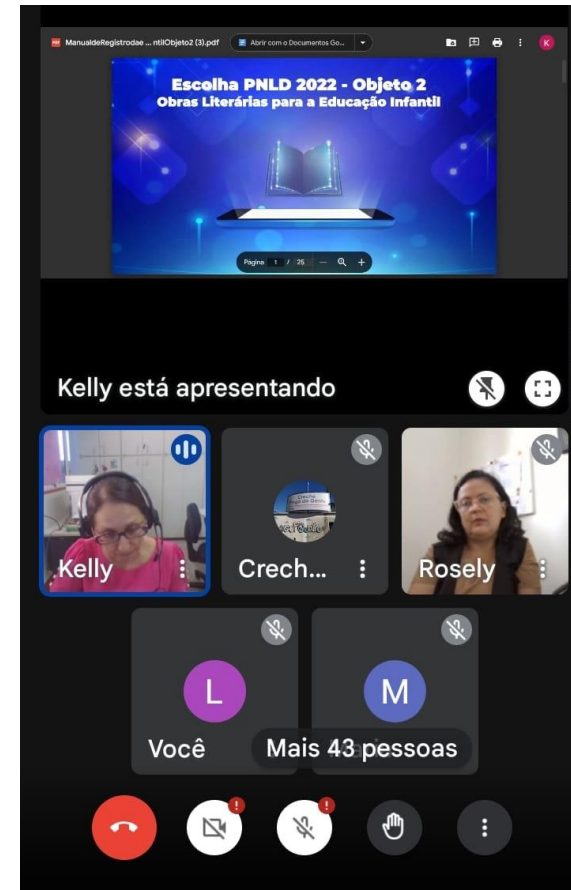 ManualdeRegistrodae ... ntilObjeto2 (3).pdf
Abrir com o Documentos Go...
K
Escolha PNLD 2022 - Objeto 2
Obras Literárias para a Educação Infantil
Página 1 / 25
Kelly está apresentando
Kelly
Crech...
Rosely
L
M
Você
Mais 43 pessoas